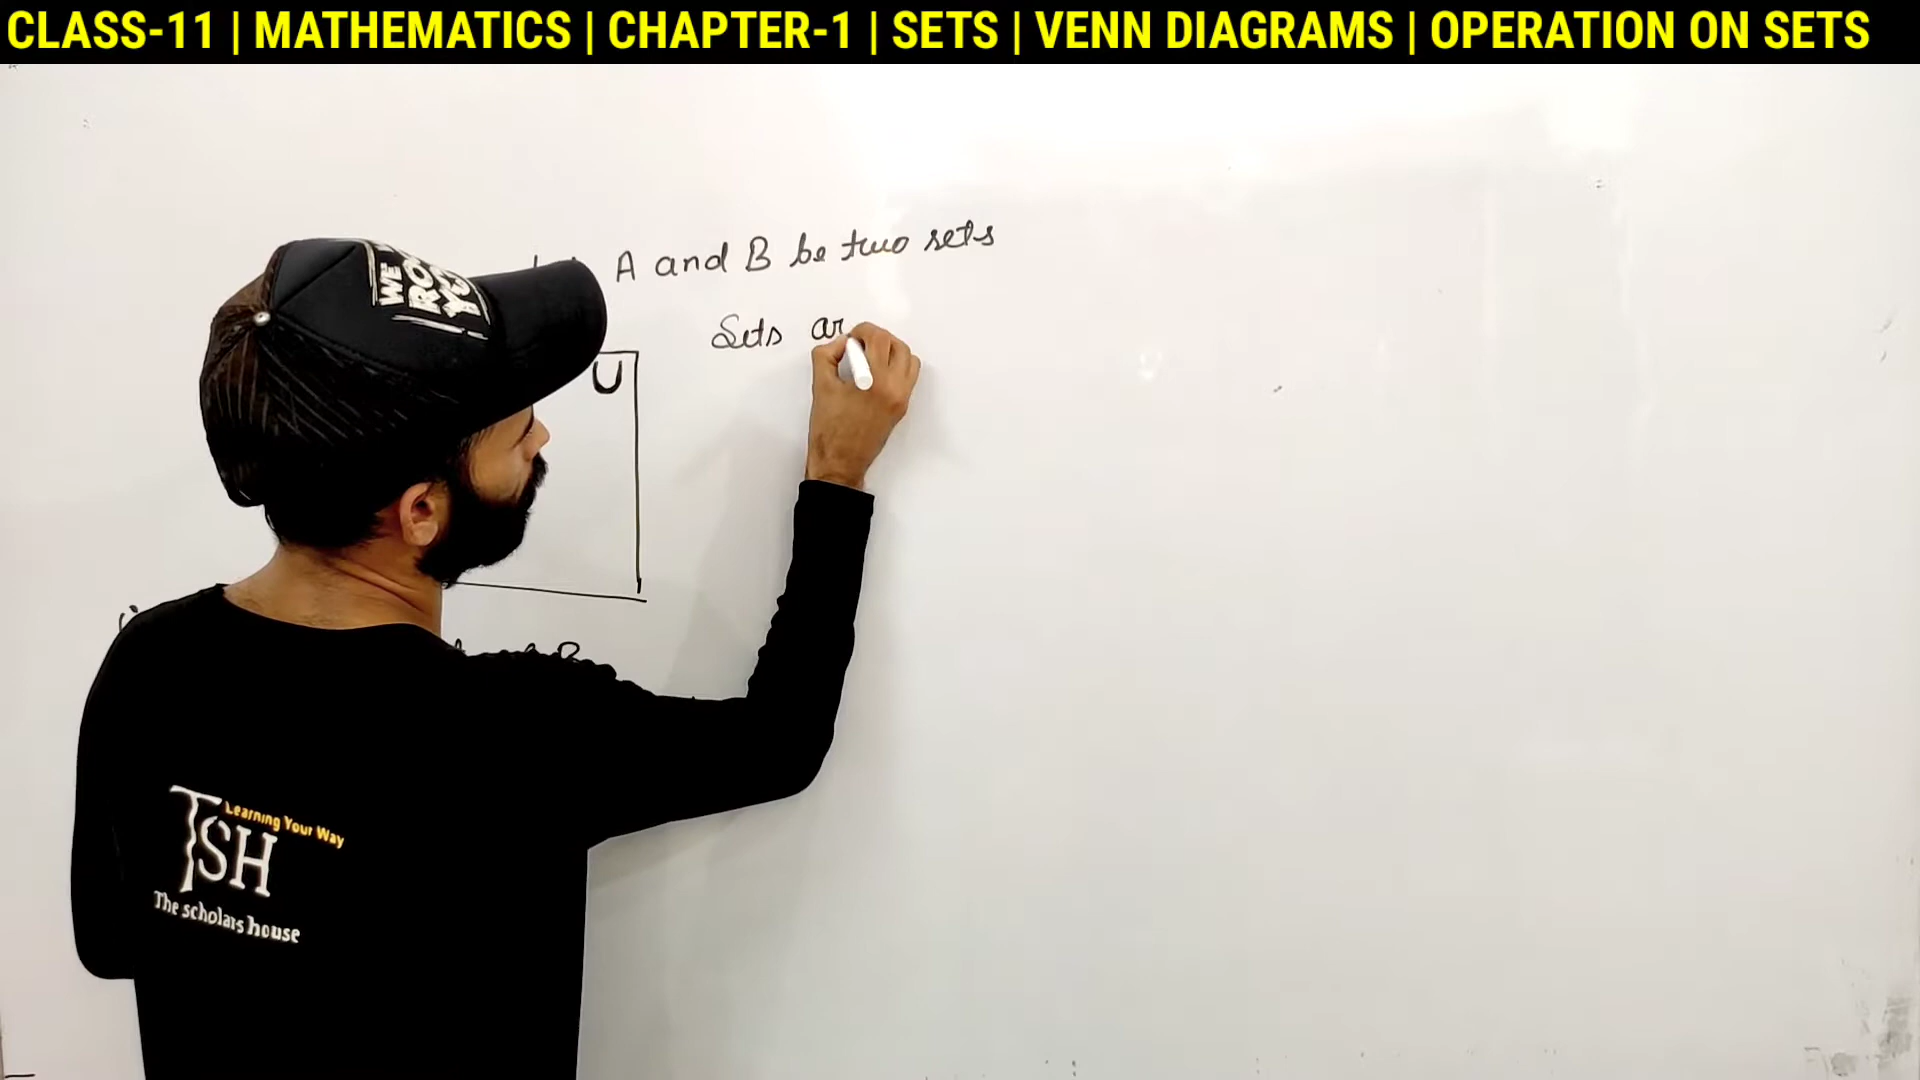 CLASS-11 | MATHEMATICS | CHAPTER-1 | SETS | VENN DIAGRAMS | OPERATION ON SETS
A and B be two sets
Sets ar
U
B
WE
Learning Your Way
TSH
The scholars house